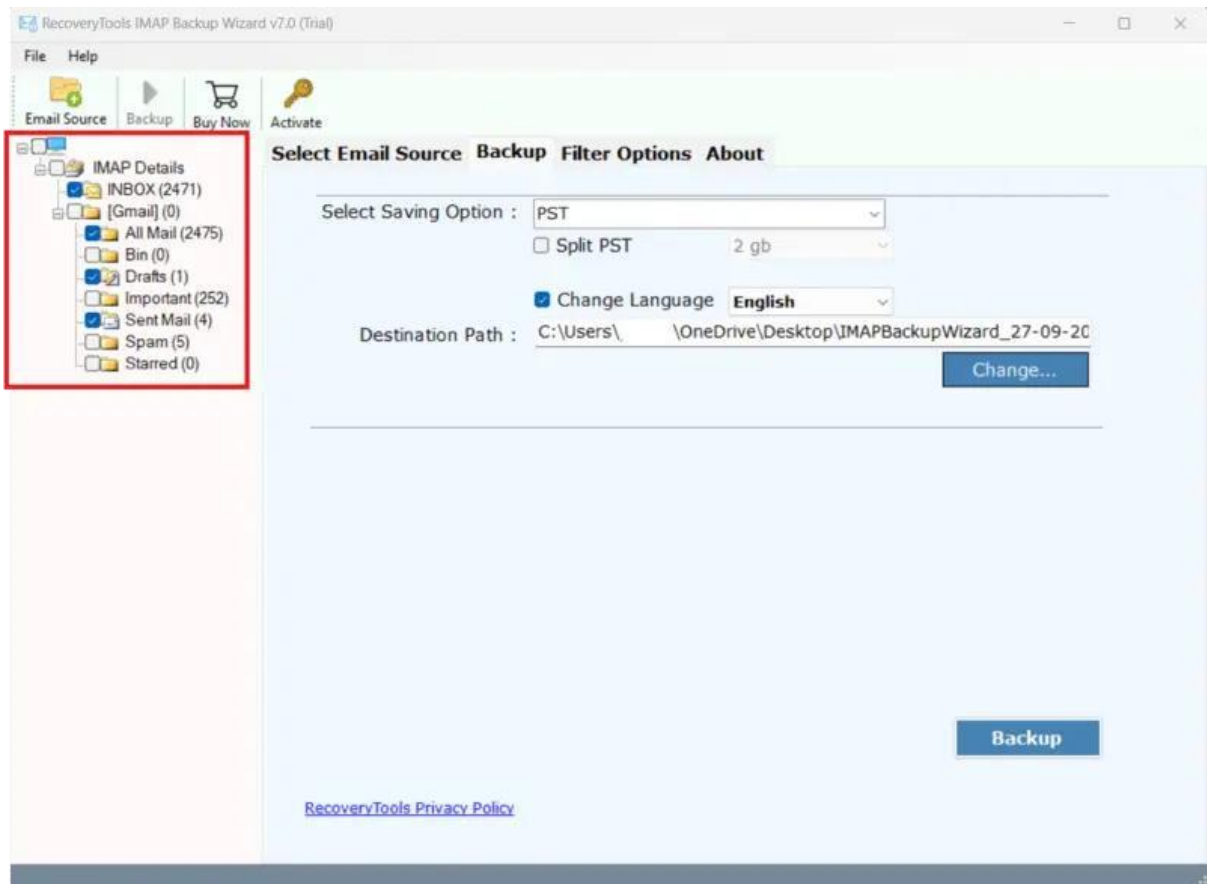 RecoveryTools IMAP Backup Wizard v7.0 (Trial)
File Help
Email Source Backup Buy Now Activate
IMAP Details
INBOX (2471)
[Gmail] (0)
All Mail (2475)
Bin (0)
Drafts (1)
Important (252)
Sent Mail (4)
Spam (5)
Starred (0)
Select Email Source Backup Filter Options About
Select Saving Option : PST
Split PST 2 gb
Change Language English
Destination Path : C:\Users\ \OneDrive\Desktop\IMAPBackupWizard_27-09-20
Change...
Backup
RecoveryTools Privacy Policy